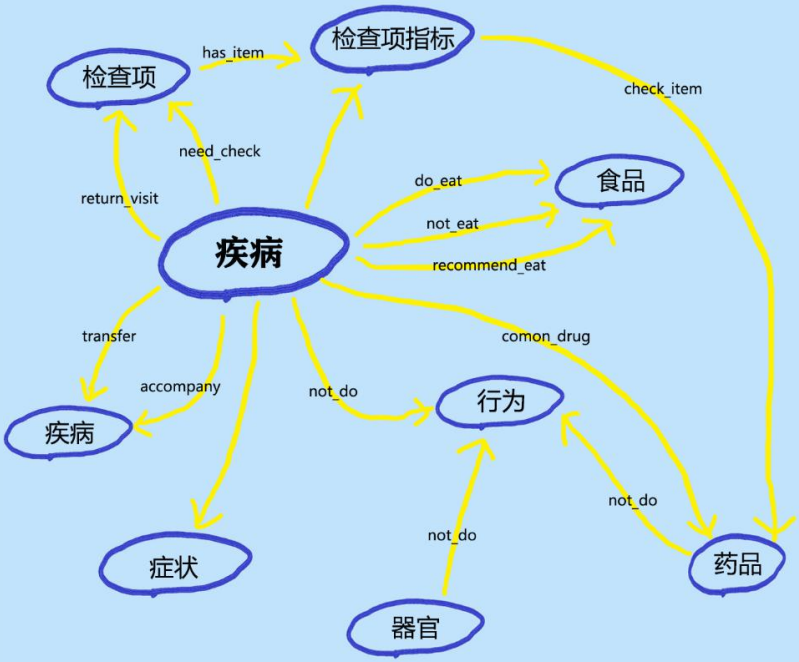 检查项指标
has_item
检查项
check_item
need_check
do_eat
食品
return_visit
not_eat
疾病
recommend_eat
transfer
comon_drug
accompany
not_do
行为
疾病
not_do
not_do
症状
药品
器官